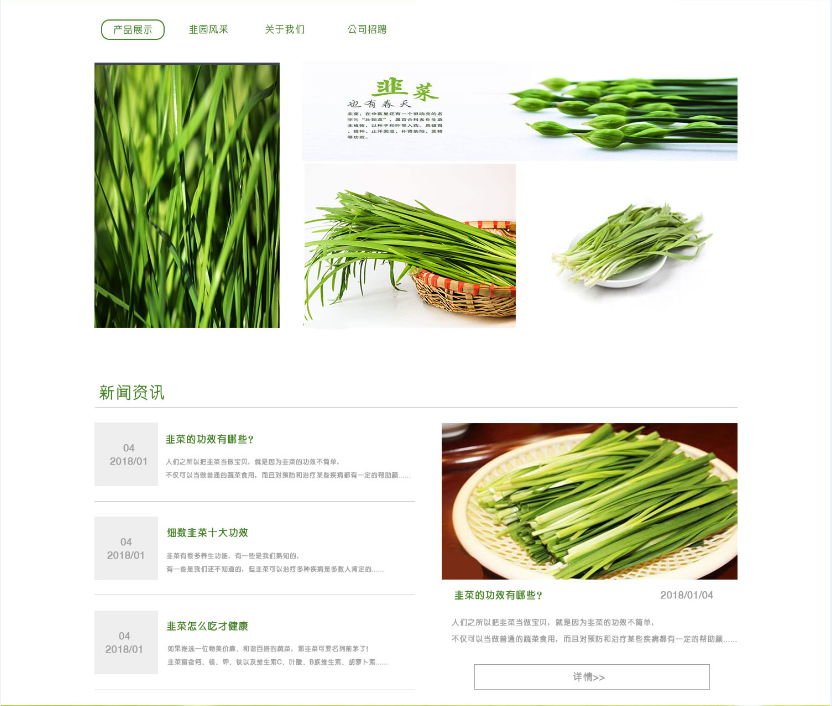 产品展示
韭园风采
关于我们
公司招聘
韭菜
也有春天
新闻资讯
04
2018/01
韭菜的功效有哪些?
人们之所以把韭菜当做宝贝，就是因为韭菜的功效不简单，
不仅可以当做普通的蔬菜食用，而且对预防和治疗某些疾病都有一定的帮助额......
04
2018/01
细数韭菜十大功效
韭菜有很多养生功能，有一些是我们熟知的，
有一些是我们还不知道的，但韭菜可以治疗多种疾病是多数人肯定的......
04
2018/01
韭菜怎么吃才健康
如果推选一位物美价廉、和谐百搭的蔬菜，那韭菜可要名列前茅了!
韭菜富含钙、镁、钾、铁以及维生素C、叶酸、B族维生素、胡萝卜素......
韭菜的功效有哪些?
2018/01/04
人们之所以把韭菜当做宝贝，就是因为韭菜的功效不简单，
不仅可以当做普通的蔬菜食用，而且对预防和治疗某些疾病都有一定的帮助额......
详情>>